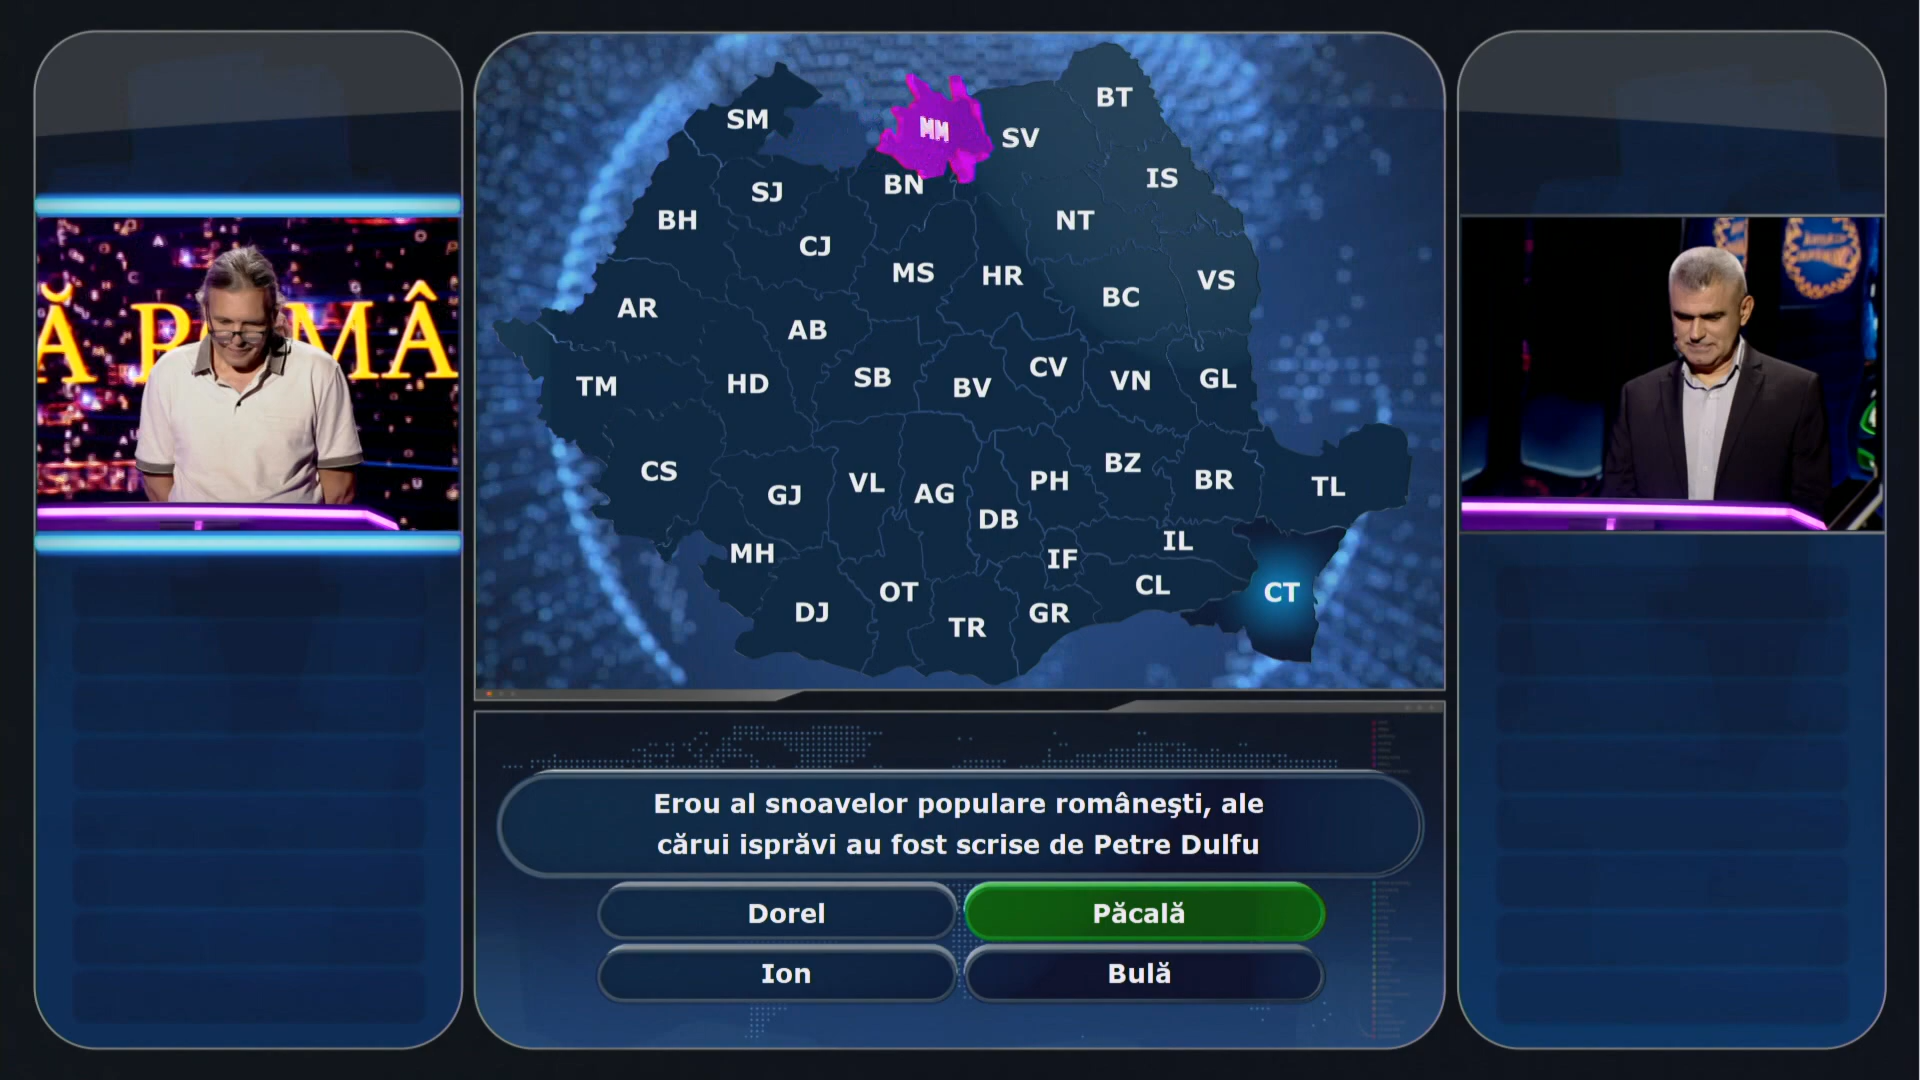 Ă ROMÂ
SM
MM
SV
BT
SJ
BN
IS
BH
CJ
NT
MS
HR
BC
VS
AR
AB
TM
HD
SB
BV
CV
VN
GL
CS
GJ
VL
AG
PH
BZ
BR
TL
DB
MH
IF
IL
CT
DJ
OT
TR
GR
CL
Erou al snoavelor populare româneşti, ale
cărui isprăvi au fost scrise de Petre Dulfu
Dorel
Păcală
Ion
Bulă